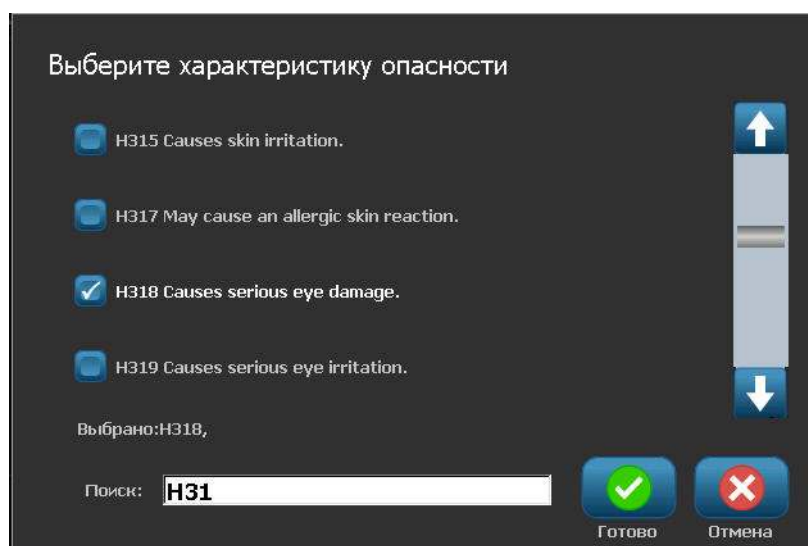 Выберите характеристику опасности
H315 Causes skin irritation.
H317 May cause an allergic skin reaction.
H318 Causes serious eye damage.
H319 Causes serious eye irritation.
Выбрано:H318,
Поиск: H31
Готово Отмена